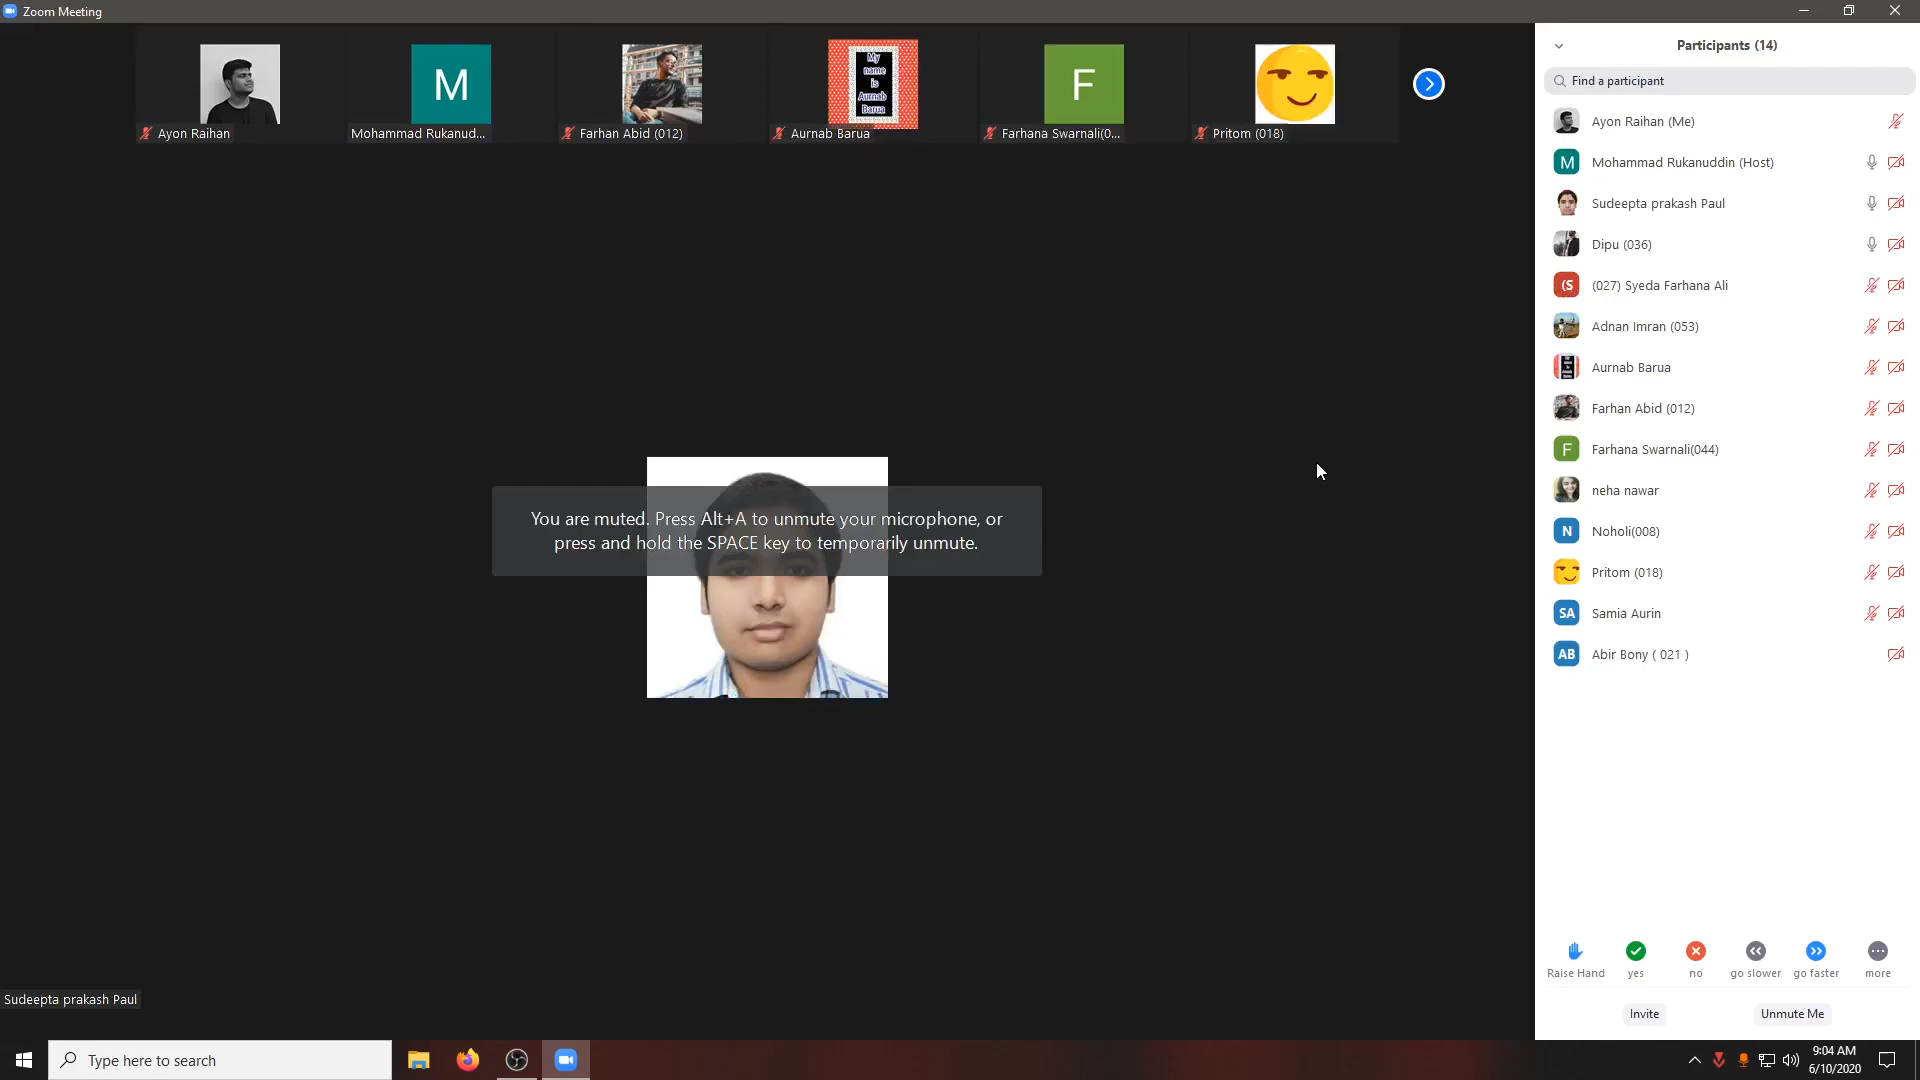 Zoom Meeting
M
F
My
name
is
Aurnab
Barua
Ayon Raihan
Mohammad Rukanud...
Farhan Abid (012)
Aurnab Barua
Farhana Swarnali(0...
Pritom (018)
You are muted. Press Alt+A to unmute your microphone, or
press and hold the SPACE key to temporarily unmute.
Sudeepta prakash Paul
Participants (14)
Find a participant
Ayon Raihan (Me)
M Mohammad Rukanuddin (Host)
Sudeepta prakash Paul
Dipu (036)
(S (027) Syeda Farhana Ali
Adnan Imran (053)
Aurnab Barua
Farhan Abid (012)
F Farhana Swarnali(044)
neha nawar
N Noholi(008)
Pritom (018)
SA Samia Aurin
AB Abir Bony ( 021 )
Raise Hand yes no go slower go faster more
Invite Unmute Me
Type here to search
9:04 AM
6/10/2020